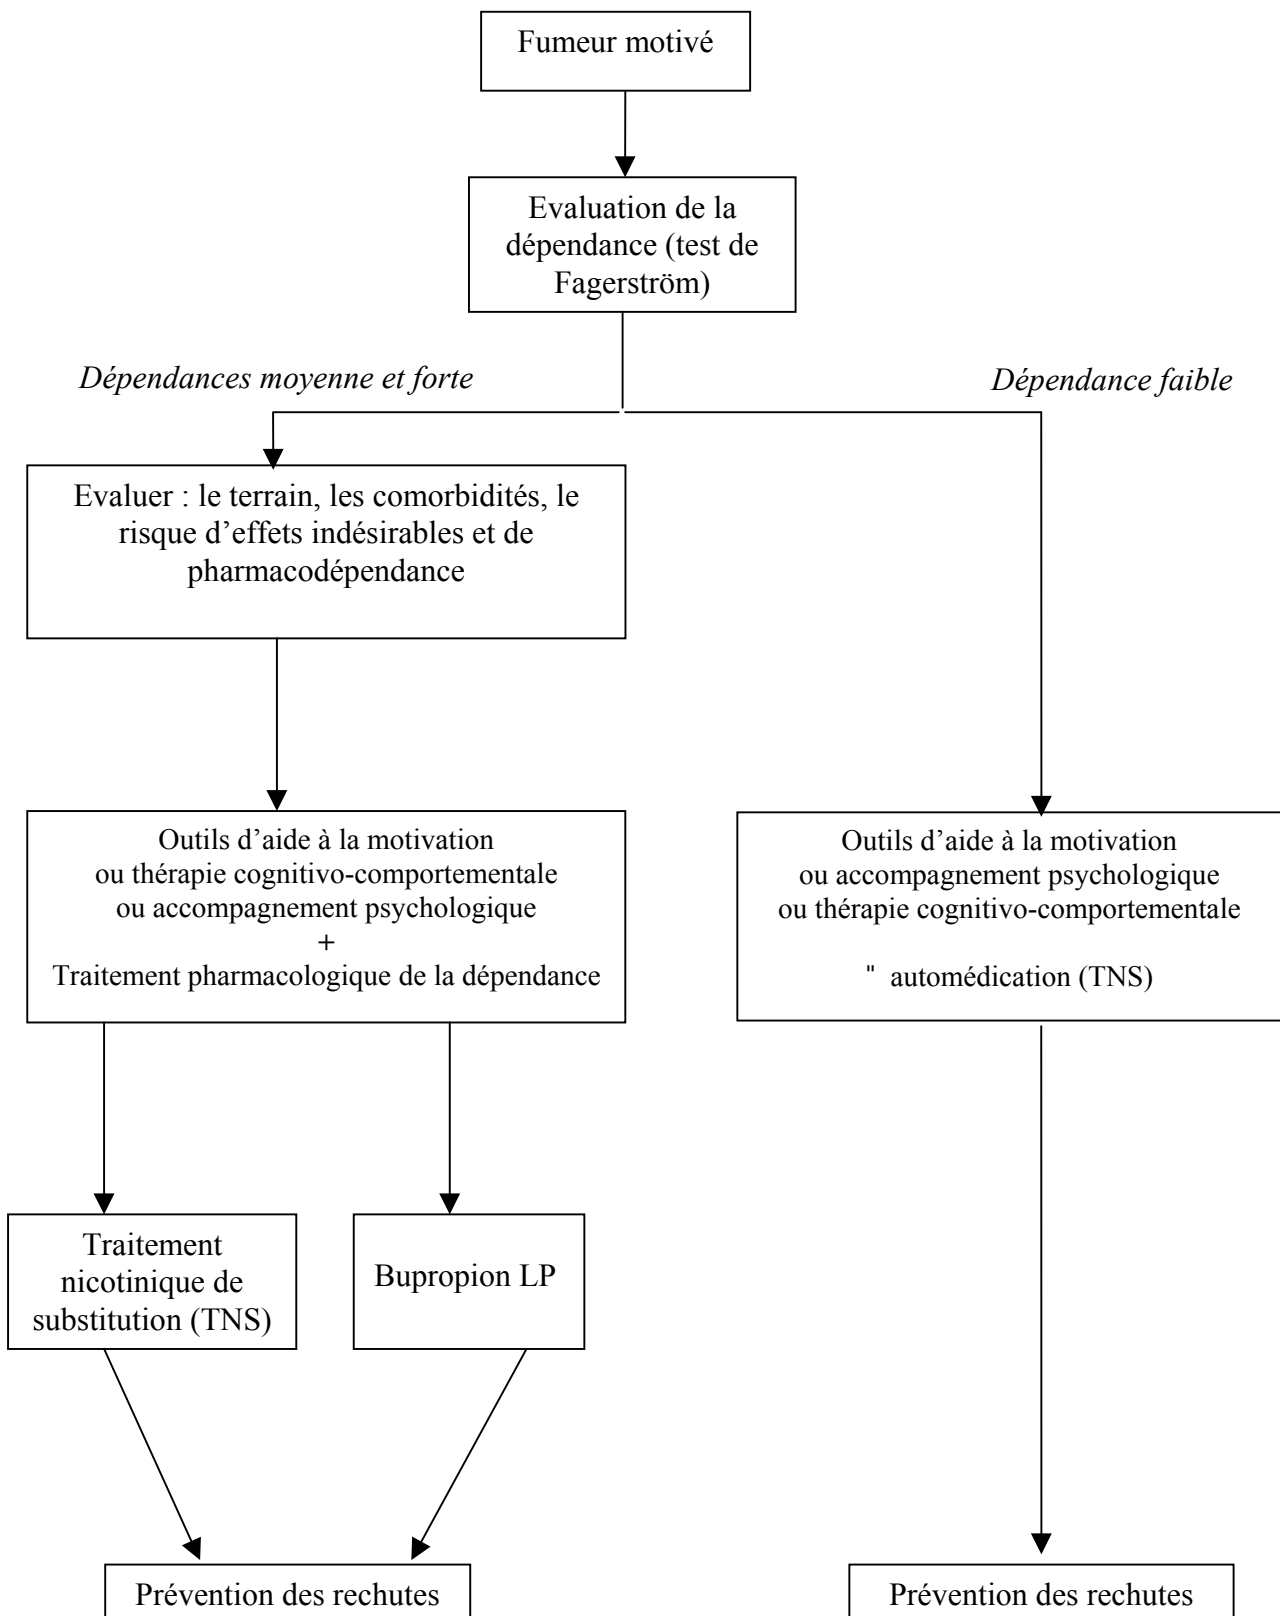 Fumeur motivé
Evaluation de la
dépendance (test de
Fagerström)
Dépendances moyenne et forte
Dépendance faible
Evaluer : le terrain, les comorbidités, le
risque d’effets indésirables et de
pharmacodépendance
Outils d’aide à la motivation
ou thérapie cognitivo-comportementale
ou accompagnement psychologique
+
Traitement pharmacologique de la dépendance
Outils d’aide à la motivation
ou accompagnement psychologique
ou thérapie cognitivo-comportementale
" automédication (TNS)
Traitement
nicotinique de
substitution (TNS)
Bupropion LP
Prévention des rechutes
Prévention des rechutes